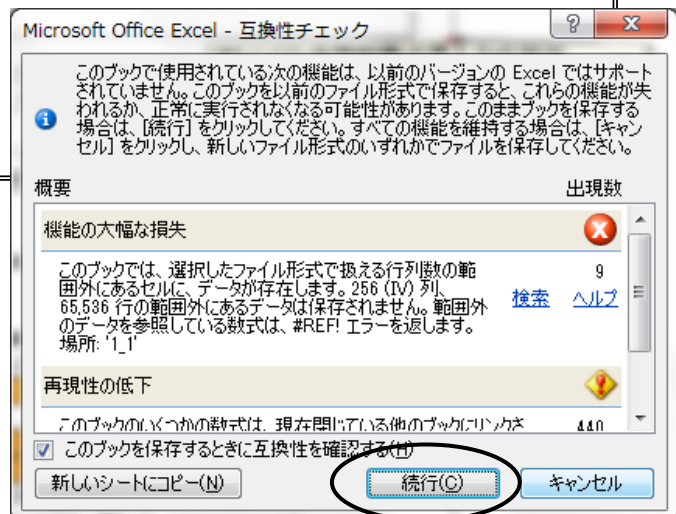 Microsoft Office Excel - 互換性チェック
このブックで使用されている次の機能は、以前のバージョンの Excel ではサポート
されていません。このブックを以前のファイル形式で保存すると、これらの機能が失
われるか、正常に実行されなくなる可能性があります。このままブックを保存する
場合は、[続行] をクリックしてください。すべての機能を維持する場合は、[キャン
セル] をクリックし、新しいファイル形式のいずれかでファイルを保存してください。
概要 出現数
機能の大幅な損失
このブックでは、選択したファイル形式で扱える行列数の範 9
囲外にあるセルに、データが存在します。256 (IV) 列、 検索 ヘルプ
65,536 行の範囲外にあるデータは保存されません。範囲外
のデータを参照している数式は、#REF! エラーを返します。
場所: '1_1'
再現性の低下
このブックのいくつかの数式は、現在閉じている他のブックにリンクさ 440
このブックを保存するときに互換性を確認する(H)
新しいシートにコピー(N) 続行(C) キャンセル